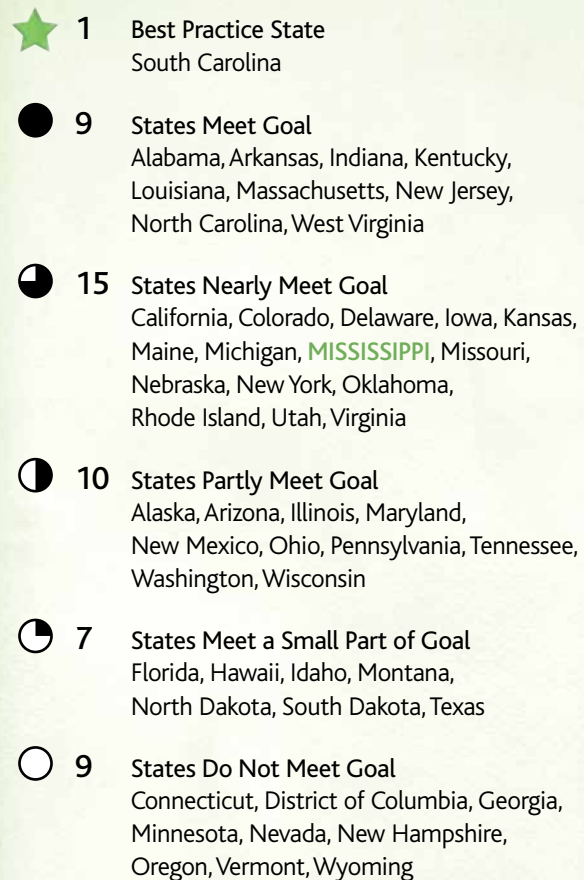 1 Best Practice State
South Carolina
9 States Meet Goal
Alabama, Arkansas, Indiana, Kentucky,
Louisiana, Massachusetts, New Jersey,
North Carolina, West Virginia
15 States Nearly Meet Goal
California, Colorado, Delaware, Iowa, Kansas,
Maine, Michigan, MISSISSIPPI, Missouri,
Nebraska, New York, Oklahoma,
Rhode Island, Utah, Virginia
10 States Partly Meet Goal
Alaska, Arizona, Illinois, Maryland,
New Mexico, Ohio, Pennsylvania, Tennessee,
Washington, Wisconsin
7 States Meet a Small Part of Goal
Florida, Hawaii, Idaho, Montana,
North Dakota, South Dakota, Texas
9 States Do Not Meet Goal
Connecticut, District of Columbia, Georgia,
Minnesota, Nevada, New Hampshire,
Oregon, Vermont, Wyoming